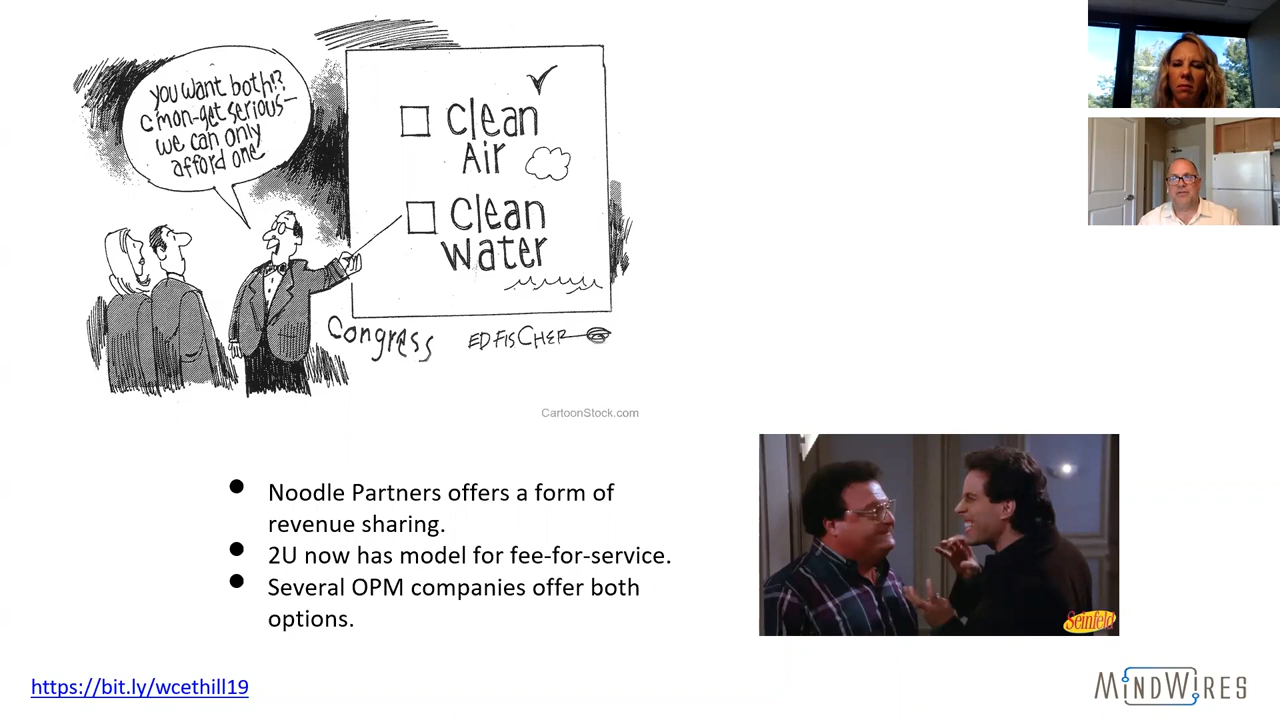 you want both!?
c'mon-get serious—
we can only
afford one
Clean
Air
Clean
Water
Congress
ED FISCHER
CartoonStock.com
Noodle Partners offers a form of
revenue sharing.
2U now has model for fee-for-service.
Several OPM companies offer both
options.
Seinfeld
https://bit.ly/wcethill19
MINDWIRES